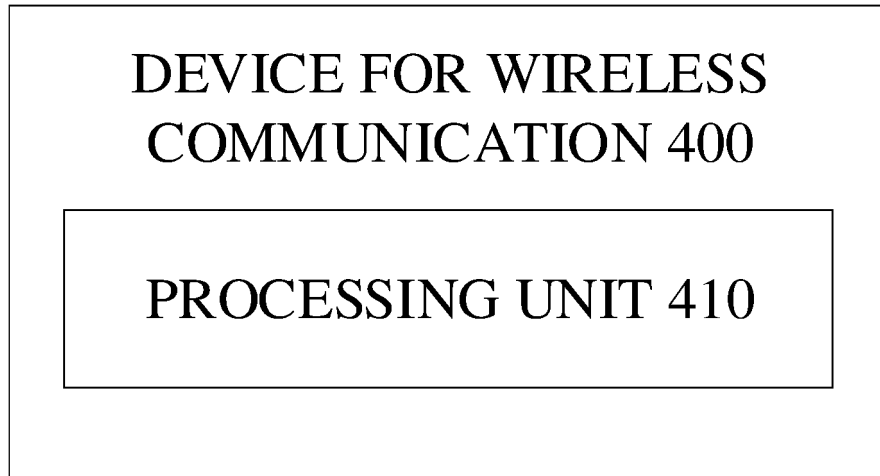 DEVICE FOR WIRELESS
COMMUNICATION 400
PROCESSING UNIT 410